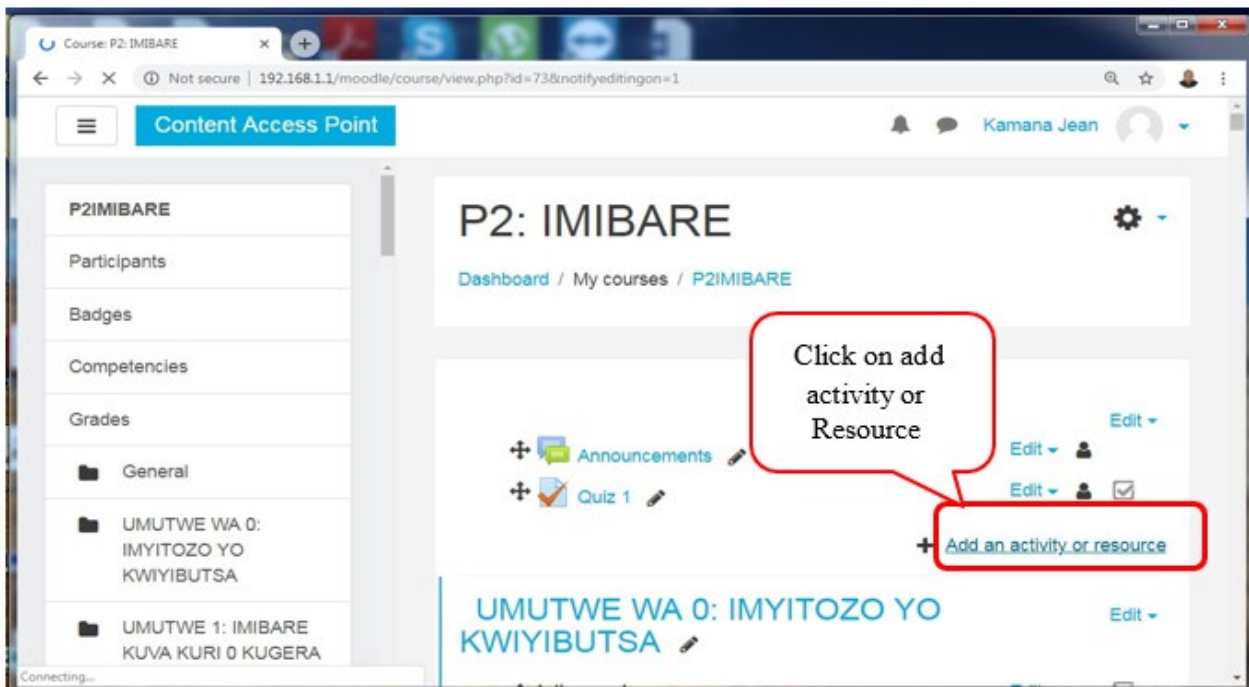 Course: P2: IMIBARE
Not secure | 192.168.1.1/moodle/course/view.php?id=73&notifyeditingon=1
Content Access Point
Kamana Jean
P2IMIBARE
Participants
Badges
Competencies
Grades
General
UMUTWE WA 0:
IMYITOZO YO
KWIYIBUTSA
UMUTWE 1: IMIBARE
KUVA KURI 0 KUGERA
Connecting...
P2: IMIBARE
Dashboard / My courses / P2IMIBARE
Click on add
activity or
Resource
Edit
Announcements Edit
Quiz 1 Edit
Add an activity or resource
UMUTWE WA 0: IMYITOZO YO Edit
KWIYIBUTSA